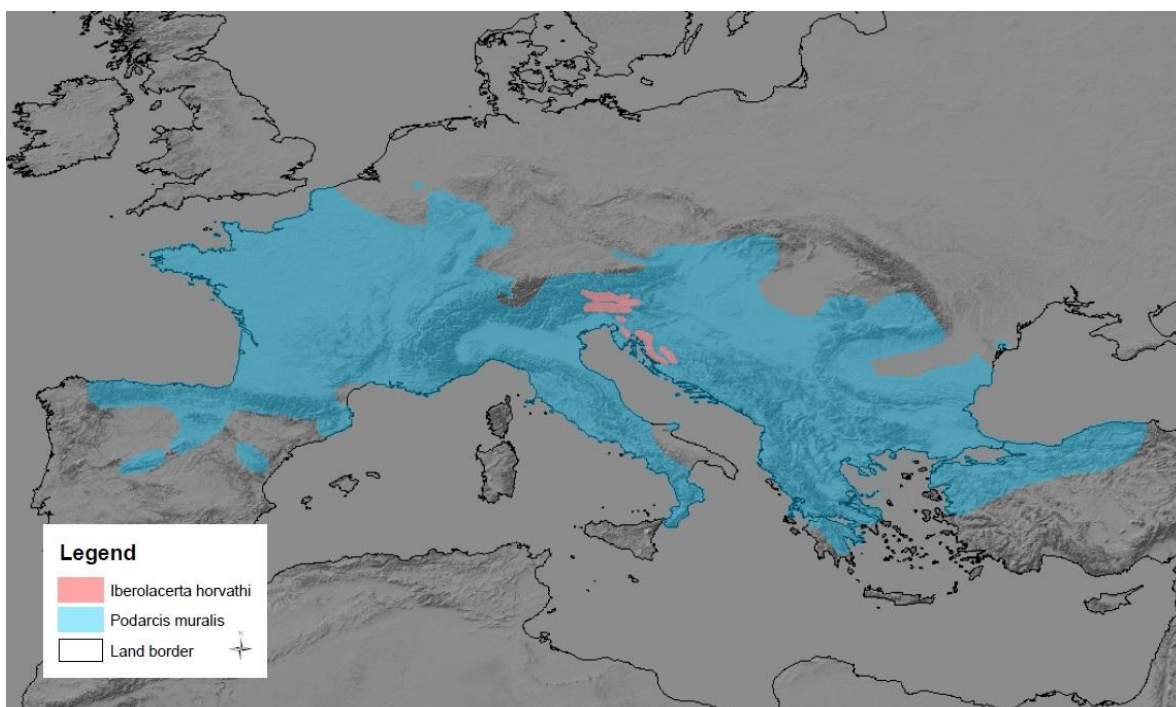 Legend
Iberolacerta horvathi
Podarcis muralis
Land border